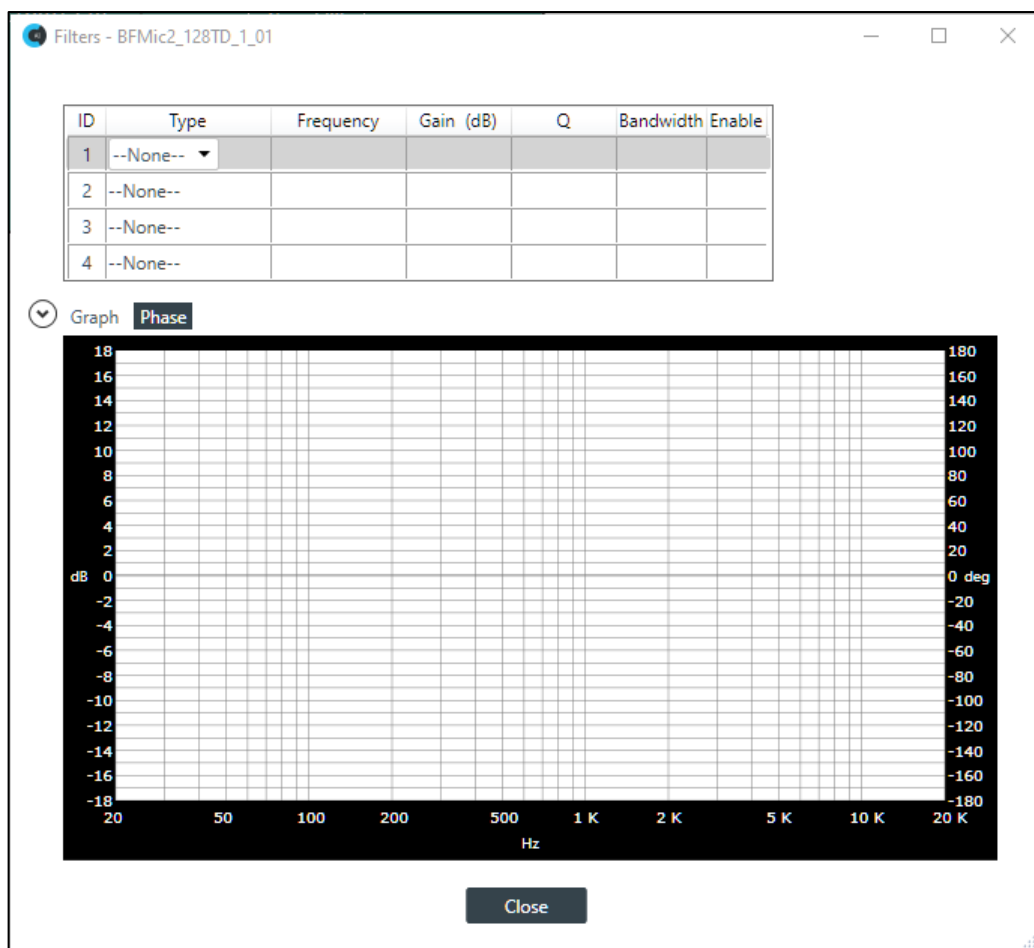 Filters - BFMic2_128TD_1_01
ID Type Frequency Gain (dB) Q Bandwidth Enable
1 --None--
2 --None--
3 --None--
4 --None--
Graph Phase
18 180
16 160
14 140
12 120
10 100
8 80
6 60
4 40
2 20
dB 0 0 deg
-2 -20
-4 -40
-6 -60
-8 -80
-10 -100
-12 -120
-14 -140
-16 -160
-18 -180
20 50 100 200 500 1 K 2 K 5 K 10 K 20 K
Hz
Close